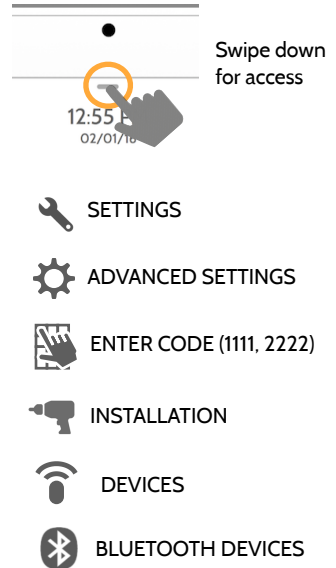 Swipe down
for access
12:55
02/01/16
SETTINGS
ADVANCED SETTINGS
ENTER CODE (1111, 2222)
INSTALLATION
DEVICES
BLUETOOTH DEVICES